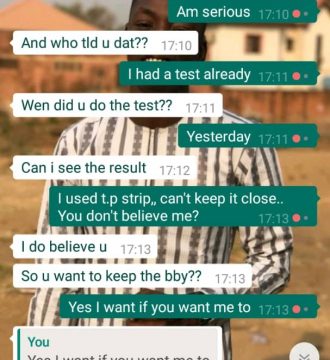 Am serious 17:10
And who tld u dat?? 17:10
I had a test already 17:11
Wen did u do the test?? 17:11
Yesterday 17:11
Can i see the result 17:12
I used t.p strip,, can't keep it close..
You don't believe me? 17:13
I do believe u 17:13
So u want to keep the bby?? 17:13
Yes I want if you want me to 17:13
You
Yes I want if you want me to